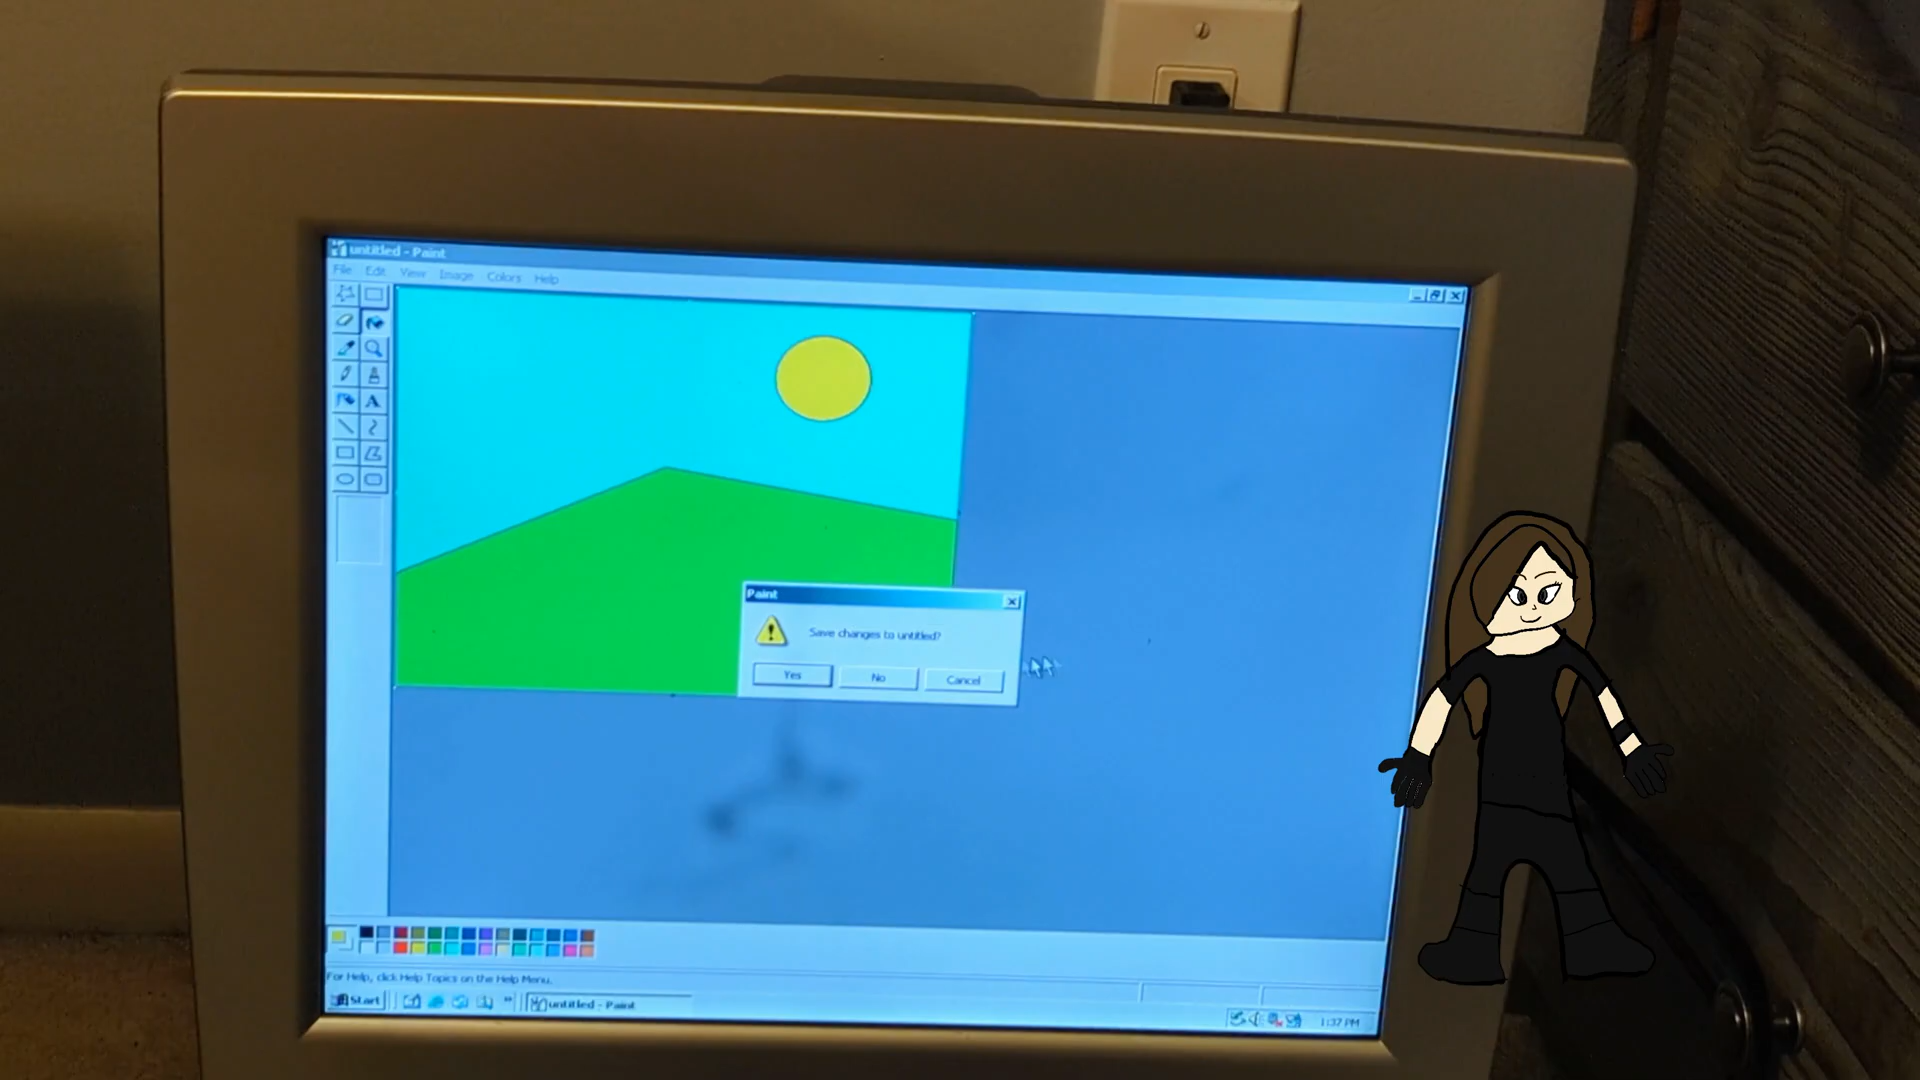 untitled - Paint
File Edit View Image Colors Help
A
Paint
Save changes to untitled?
Yes No Cancel
For Help, click Help Topics on the Help Menu.
Start
untitled - Paint
1:37 PM